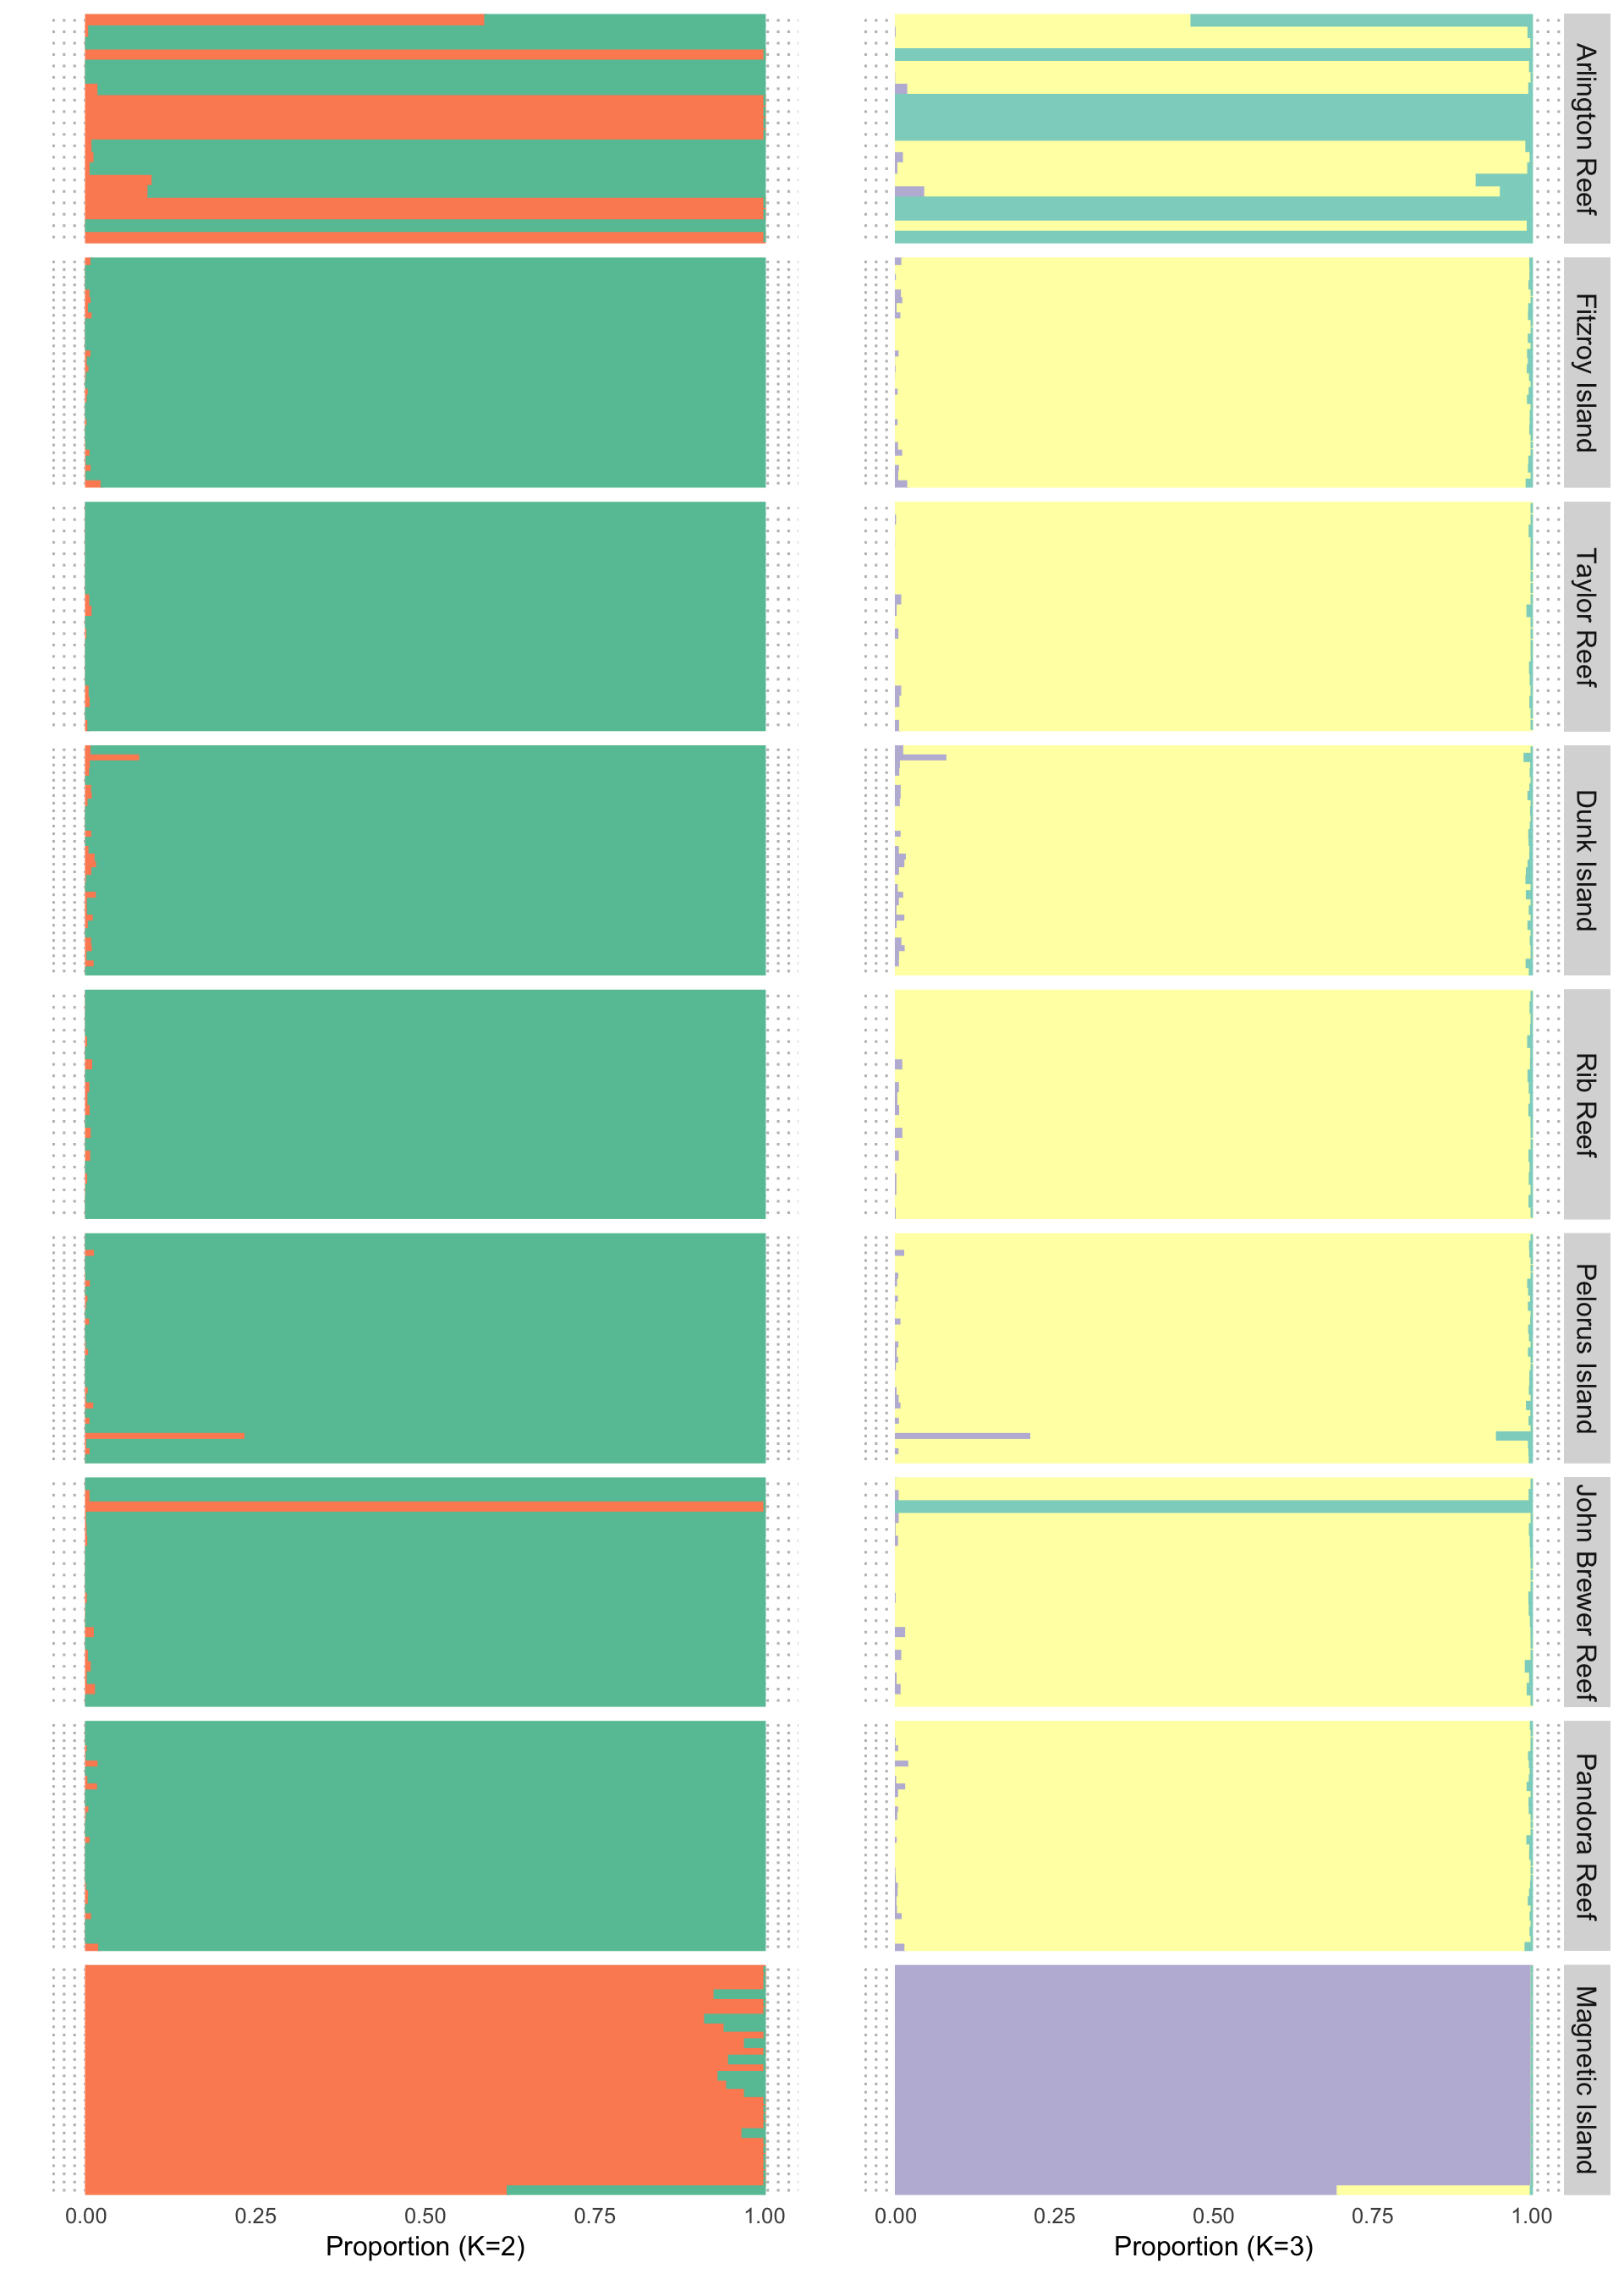 Arlington Reef
Fitzroy Island
Taylor Reef
Dunk Island
Rib Reef
Pelorus Island
John Brewer Reef
Pandora Reef
Magnetic Island
0.00 0.25 0.50 0.75 1.00 0.00 0.25 0.50 0.75 1.00
Proportion (K=2) Proportion (K=3)